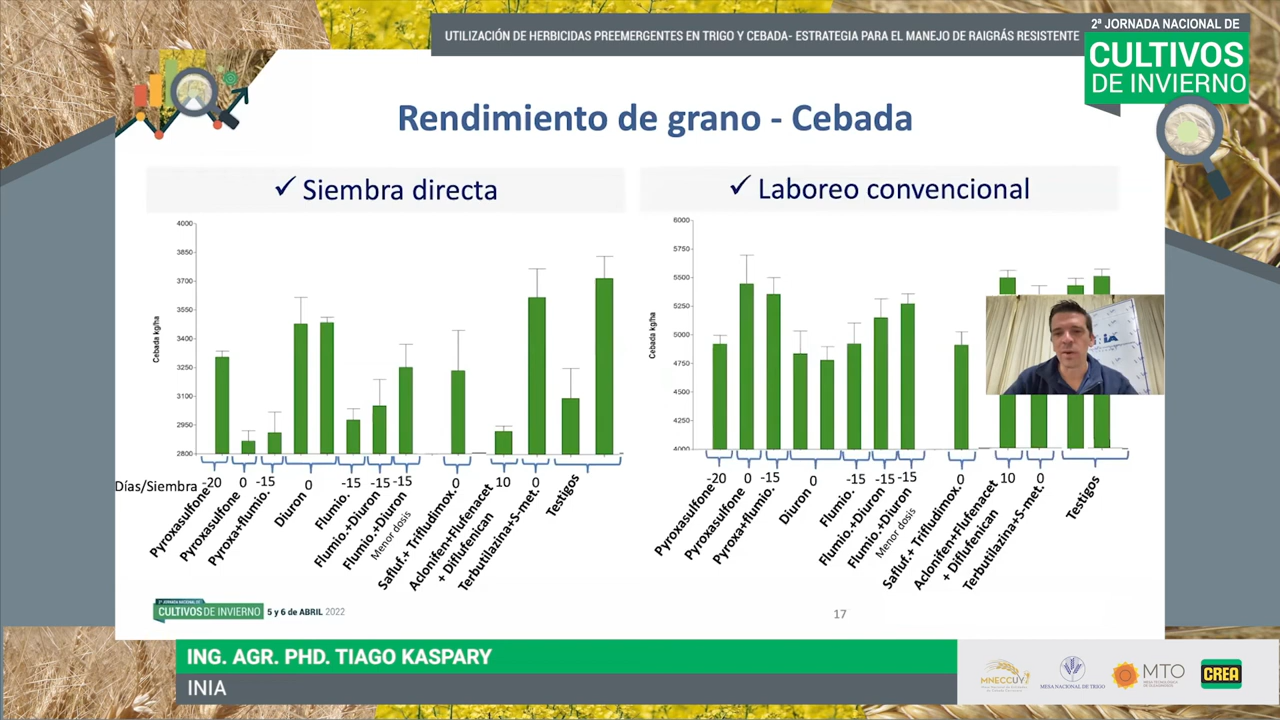 UTILIZACIÓN DE HERBICIDAS PREEMERGENTES EN TRIGO Y CEBADA- ESTRATEGIA PARA EL MANEJO DE RAIGRÁS RESISTENTE
2ª JORNADA NACIONAL DE
CULTIVOS
DE INVIERNO
Rendimiento de grano - Cebada
✓ Siembra directa
Cebada kg/ha
4000
3850
3700
3550
3400
3250
3100
2950
2800
Días/Siembra -20 0 -15 0 -15 -15 -15 0 10 0
Pyroxasulfone
Pyroxasulfone
Pyroxa+flumio.
Diuron
Flumio.
Flumio.+Diuron
Flumio.+Diuron
Menor dosis
Safluf.+ Trifludimox.
Aclonifen+Flufenacet
+ Diflufenican
Terbutilazina+S-met.
Testigos
✓ Laboreo convencional
Cebada kg/ha
6000
5750
5500
5250
5000
4750
4500
4250
4000
-20 0 -15 0 -15 -15 -15 0 10 0
Pyroxasulfone
Pyroxasulfone
Pyroxa+flumio.
Diuron
Flumio.
Flumio.+Diuron
Flumio.+Diuron
Menor dosis
Safluf.+ Trifludimox.
Aclonifen+Flufenacet
+ Diflufenican
Terbutilazina+S-met.
Testigos
CULTIVOS DE INVIERNO 5 y 6 de ABRIL 2022
17
ING. AGR. PHD. TIAGO KASPARY
INIA
MNECCUY
MESA NACIONAL DE TRIGO
MTO
CREA